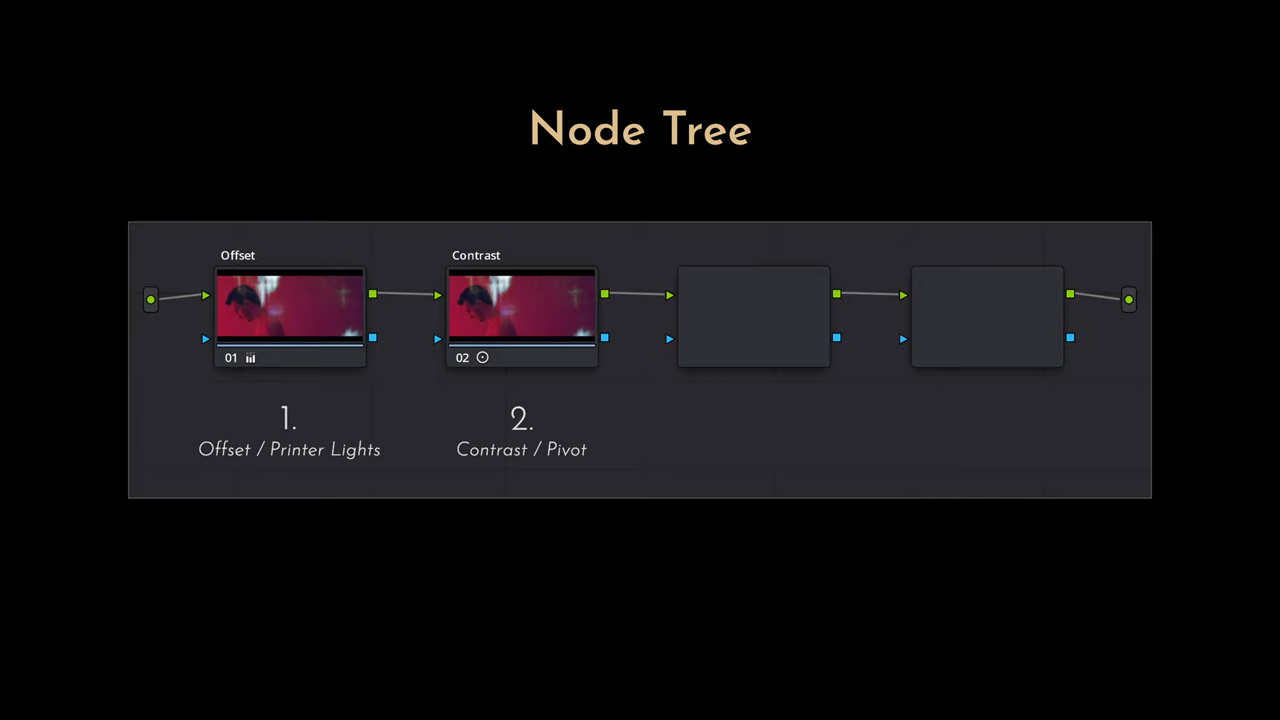 Node Tree
Offset
Contrast
01
02
1.
2.
Offset / Printer Lights
Contrast / Pivot